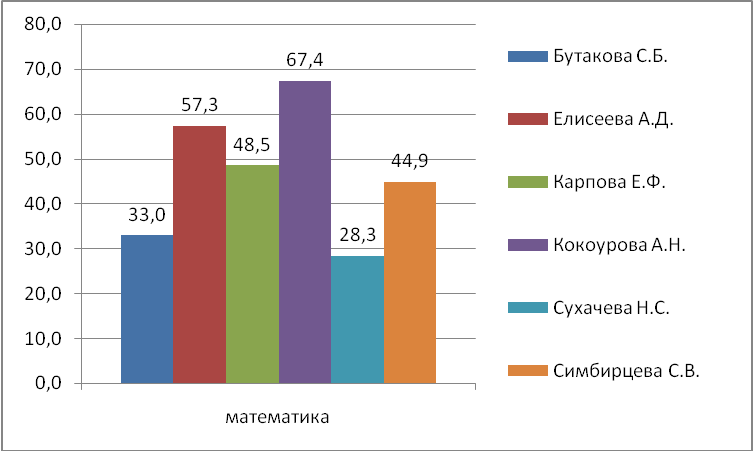 80,0
70,0
60,0
50,0
40,0
30,0
20,0
10,0
0,0
33,0
57,3
48,5
67,4
28,3
44,9
математика
Бутакова С.Б.
Елисеева А.Д.
Карпова Е.Ф.
Кокоурова А.Н.
Сухачева Н.С.
Симбирцева С.В.